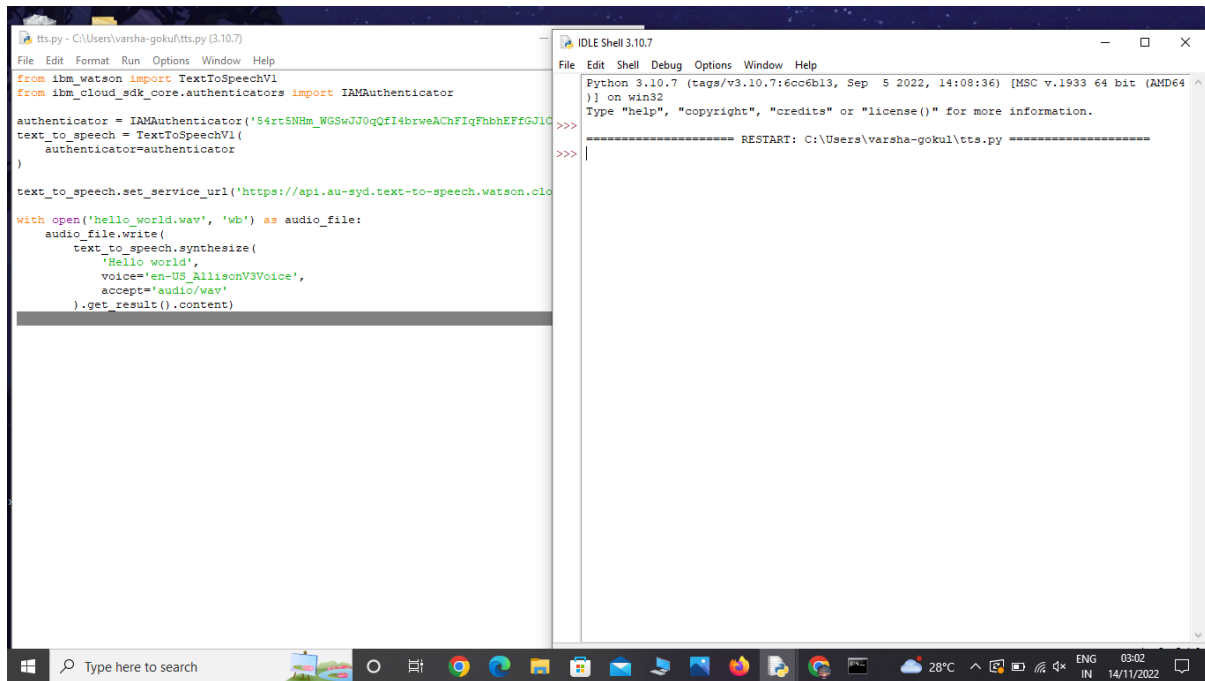 tts.py - C:\Users\varsha-gokul\tts.py (3.10.7)
File Edit Format Run Options Window Help
from ibm_watson import TextToSpeechV1
from ibm_cloud_sdk_core.authenticators import IAMAuthenticator
authenticator = IAMAuthenticator('54rt5NHm_WGSwJJ0qQfI4brweAChFIqFhbhEFfGJlC
text_to_speech = TextToSpeechV1(
    authenticator=authenticator
)
text_to_speech.set_service_url('https://api.au-syd.text-to-speech.watson.clo
with open('hello_world.wav', 'wb') as audio_file:
    audio_file.write(
        text_to_speech.synthesize(
            'Hello world',
            voice='en-US_AllisonV3Voice',
            accept='audio/wav'
        ).get_result().content)
IDLE Shell 3.10.7
File Edit Shell Debug Options Window Help
Python 3.10.7 (tags/v3.10.7:6cc6b13, Sep  5 2022, 14:08:36) [MSC v.1933 64 bit (AMD64
)] on win32
Type "help", "copyright", "credits" or "license()" for more information.
>>>
===================== RESTART: C:\Users\varsha-gokul\tts.py ====================
>>>
Type here to search
28°C
ENG
IN
03:02
14/11/2022